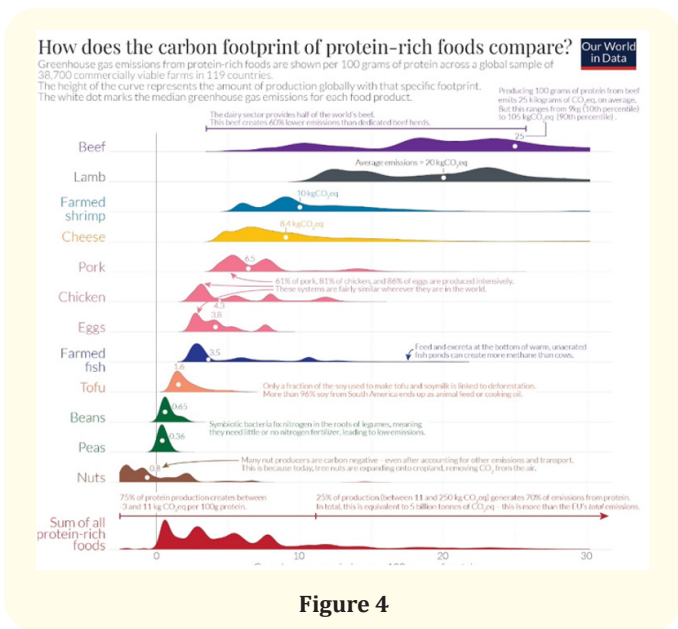 How does the carbon footprint of protein-rich foods compare?
Our World
in Data
Greenhouse gas emissions from protein-rich foods are shown per 100 grams of protein across a global sample of
38,700 commercially viable farms in 119 countries.
The height of the curve represents the amount of production globally with that specific footprint.
The white dot marks the median greenhouse gas emissions for each food product.
Producing 100 grams of protein from beef
emits 25 kilograms of CO₂eq, on average.
But this ranges from 9kg (10th percentile)
to 105 kgCO₂eq (90th percentile).
The dairy sector provides half of the world's beef.
This beef creates 60% lower emissions than dedicated beef herds.
Beef
25
Lamb
Average emissions = 20 kgCO₂eq
Farmed
shrimp
10 kgCO₂eq
Cheese
8.4 kgCO₂eq
Pork
6.5
61% of pork, 81% of chicken, and 86% of eggs are produced intensively.
These systems are fairly similar wherever they are in the world.
Chicken
4.3
Eggs
3.8
Farmed
fish
3.5
Feed and excreta at the bottom of warm, unaerated
fish ponds can create more methane than cows.
Tofu
1.6
Only a fraction of the soy used to make tofu and soymilk is linked to deforestation.
More than 96% soy from South America ends up as animal feed or cooking oil.
Beans
0.65
Symbiotic bacteria fix nitrogen in the roots of legumes, meaning
they need little or no nitrogen fertilizer, leading to low emissions.
Peas
0.36
Many nut producers are carbon negative – even after accounting for other emissions and transport.
This is because today, tree nuts are expanding onto cropland, removing CO₂ from the air.
Nuts
0.8
75% of protein production creates between
-3 and 11 kg CO₂eq per 100g protein.
25% of production (between 11 and 250 kg CO₂eq) generates 70% of emissions from protein.
In total, this is equivalent to 5 billion tonnes of CO₂eq – this is more than the EU's total emissions.
Sum of all
protein-rich
foods
0 10 20 30
Figure 4